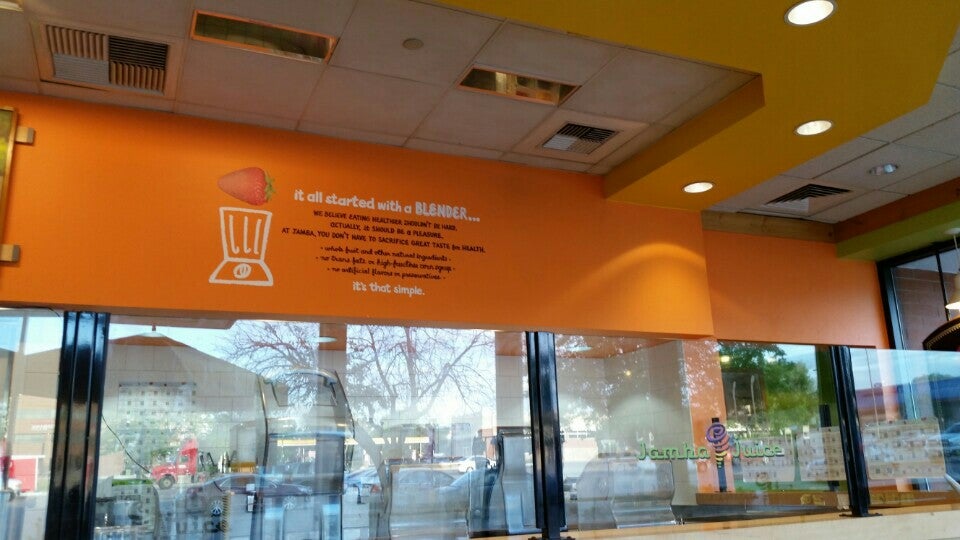 it all started with a BLENDER...
WE BELIEVE EATING HEALTHIER SHOULDN'T BE HARD.
ACTUALLY, IT SHOULD BE A PLEASURE.
AT JAMBA, YOU DON'T HAVE TO SACRIFICE GREAT TASTE for HEALTH.
- whole fruit and other natural ingredients -
- no trans fats or high-fructose corn syrup -
- no artificial flavors or preservatives -
it's that simple.
Jamba Juice